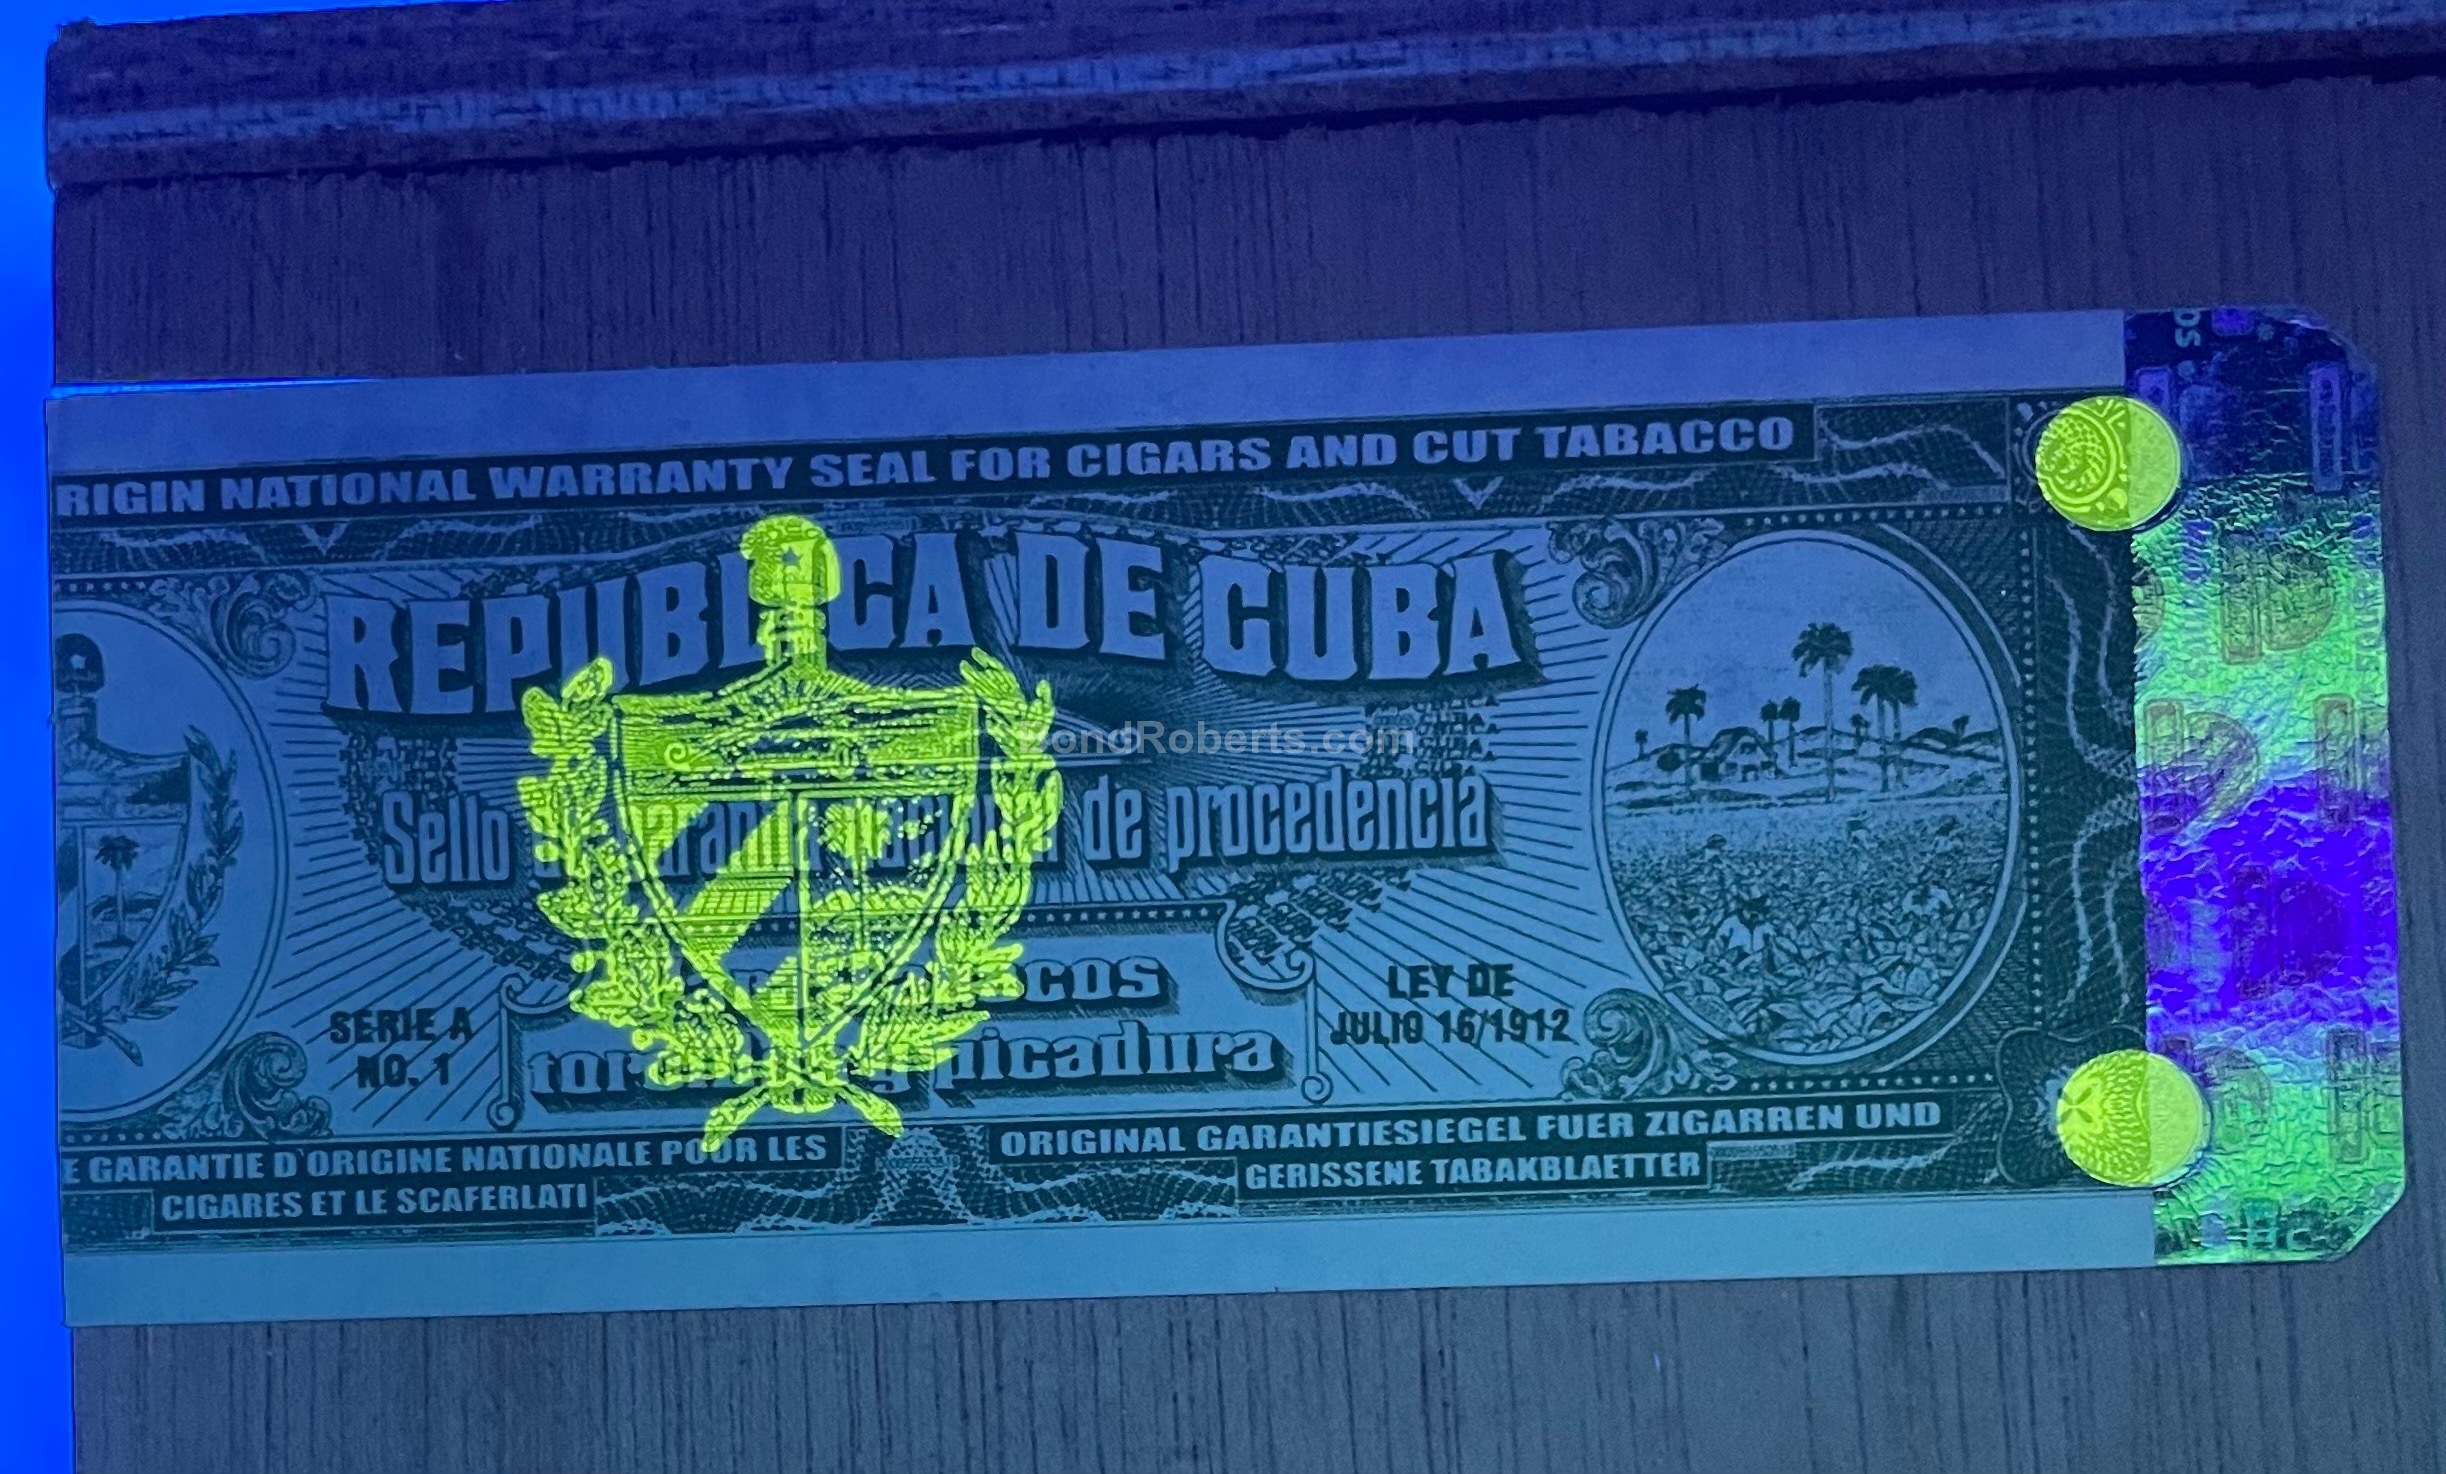 RIGIN NATIONAL WARRANTY SEAL FOR CIGARS AND CUT TABACCO
REPUBLICA DE CUBA
BondRoberts.com
Sello garantia de procedencia
SERIE A
NO. 1
LEY DE
JULIO 16/1912
y picadura
E GARANTIE D'ORIGINE NATIONALE POUR LES
CIGARES ET LE SCAFERLATI
ORIGINAL GARANTIESIEGEL FUER ZIGARREN UND
GERISSENE TABAKBLAETTER